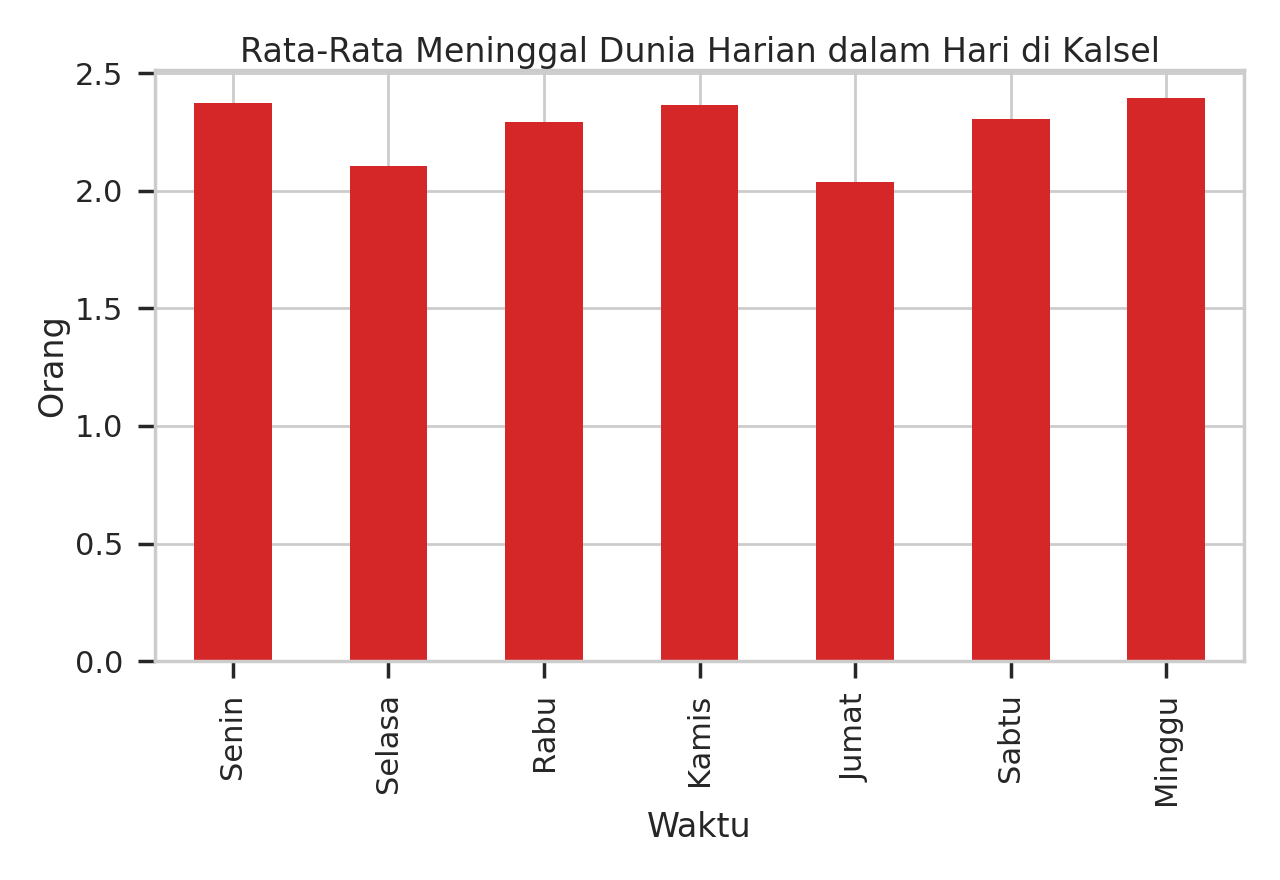 Rata-Rata Meninggal Dunia Harian dalam Hari di Kalsel
2.5
2.0
1.5
1.0
0.5
0.0
Orang
Senin
Selasa
Rabu
Kamis
Jumat
Sabtu
Minggu
Waktu